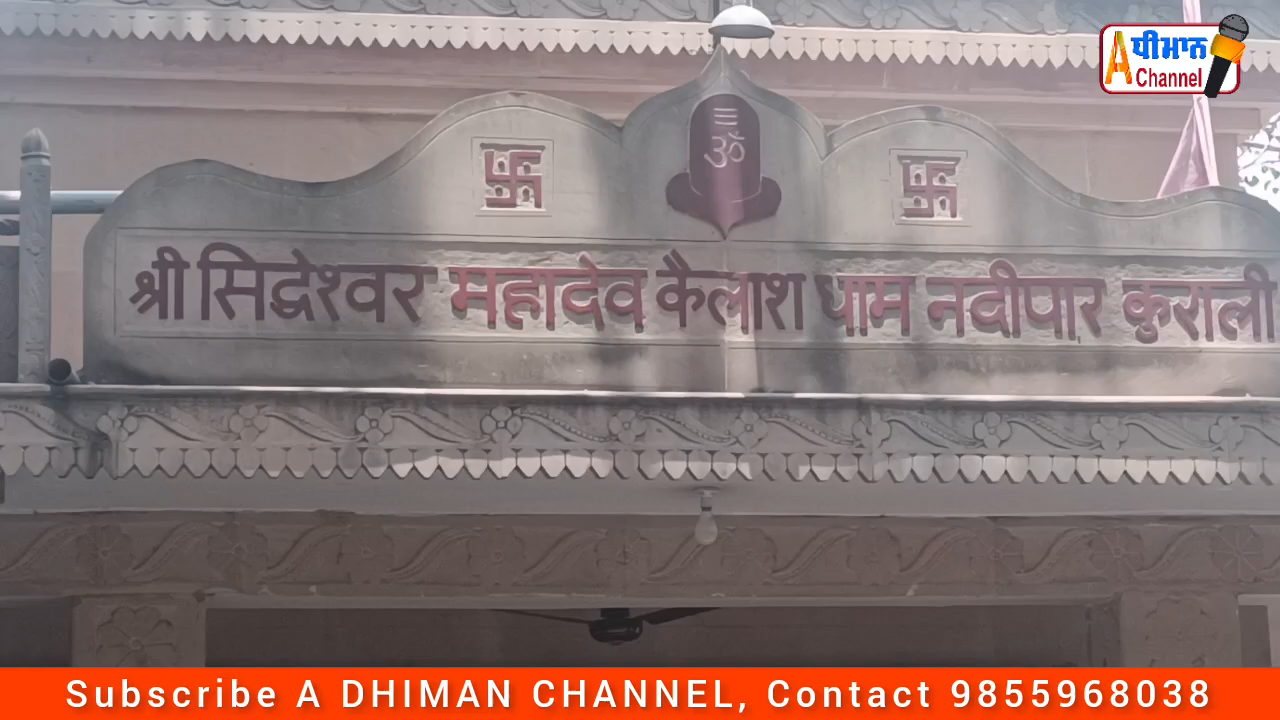 A ਧੀਮਾਨ
Channel
ॐ
श्री सिद्धेश्वर महादेव कैलाश धाम नदीपार कुराली
Subscribe A DHIMAN CHANNEL, Contact 9855968038